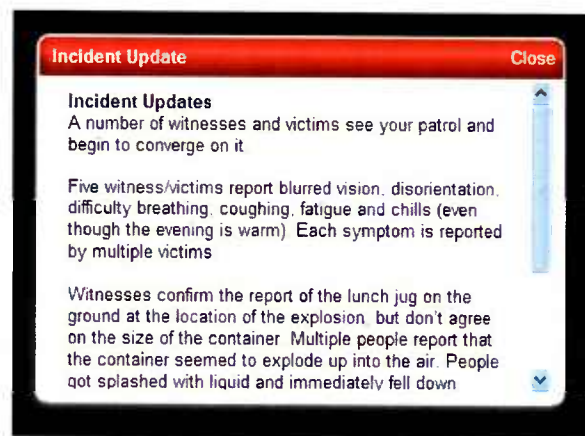 Incident Update
Close
Incident Updates
A number of witnesses and victims see your patrol and
begin to converge on it
Five witness/victims report blurred vision, disorientation,
difficulty breathing, coughing, fatigue and chills (even
though the evening is warm) Each symptom is reported
by multiple victims
Witnesses confirm the report of the lunch jug on the
ground at the location of the explosion, but don't agree
on the size of the container Multiple people report that
the container seemed to explode up into the air. People
got splashed with liquid and immediately fell down